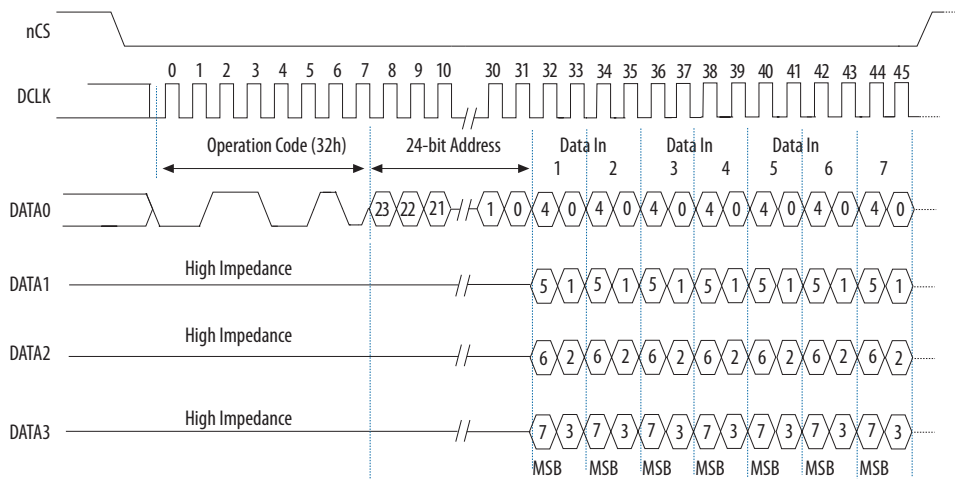 nCS
0 1 2 3 4 5 6 7 8 9 10 30 31 32 33 34 35 36 37 38 39 40 41 42 43 44 45
DCLK
Operation Code (32h) 24-bit Address Data In Data In Data In
1 2 3 4 5 6 7
DATA0 23 22 21 1 0 4 0 4 0 4 0 4 0 4 0 4 0 4 0
High Impedance
DATA1 5 1 5 1 5 1 5 1 5 1 5 1 5 1
High Impedance
DATA2 6 2 6 2 6 2 6 2 6 2 6 2 6 2
High Impedance
DATA3 7 3 7 3 7 3 7 3 7 3 7 3 7 3
MSB MSB MSB MSB MSB MSB MSB